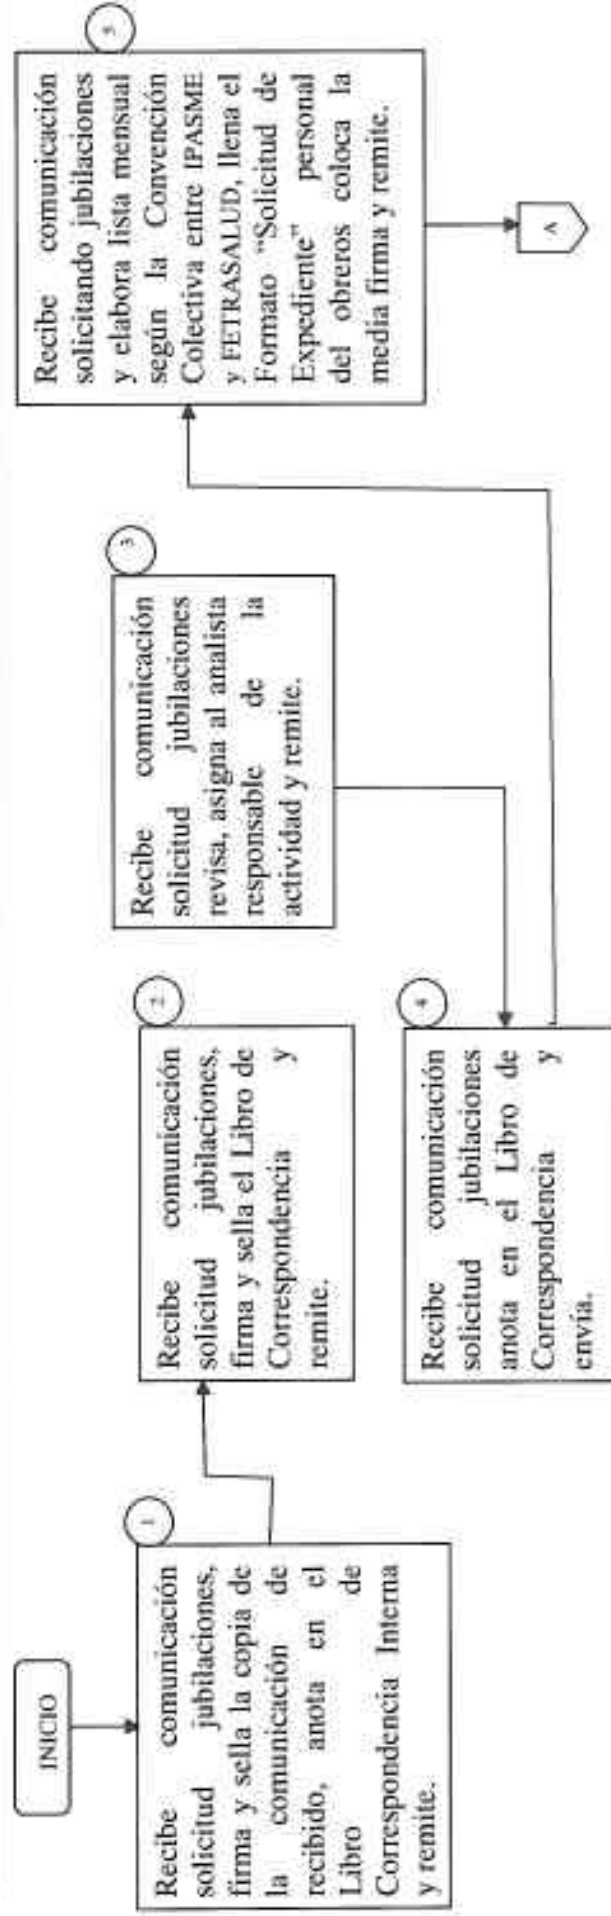 INICIO
1
Recibe comunicación
solicitud jubilaciones,
firma y sella la copia de
la comunicación de
recibido, anota en el
Libro de
Correspondencia Interna
y remite.
2
Recibe comunicación
solicitud jubilaciones,
firma y sella el Libro de
Correspondencia y
remite.
3
Recibe comunicación
solicitud jubilaciones
revisa, asigna al analista
responsable de la
actividad y remite.
4
Recibe comunicación
solicitud jubilaciones
anota en el Libro de
Correspondencia y
envía.
5
Recibe comunicación
solicitando jubilaciones
y elabora lista mensual
según la Convención
Colectiva entre IPASME
y FETRASALUD, llena el
Formato “Solicitud de
Expediente” personal
del obreros coloca la
media firma y remite.
A